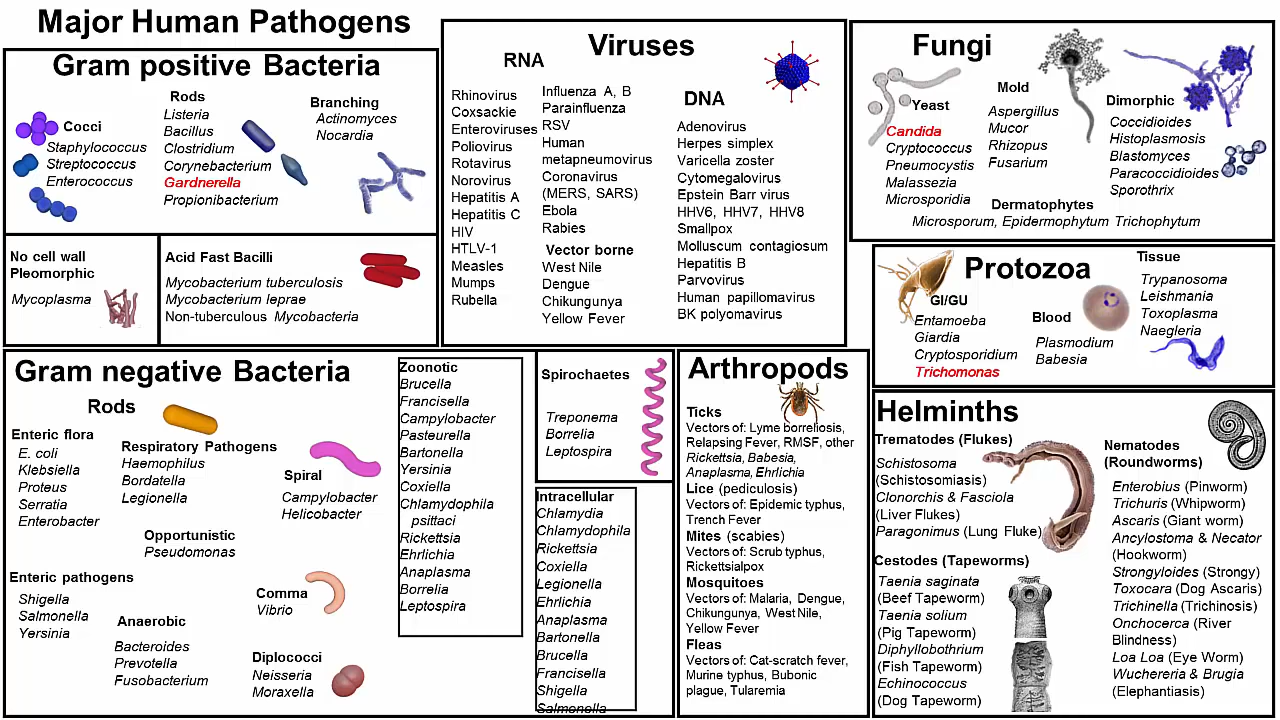 Major Human Pathogens
Gram positive Bacteria
Cocci
Staphylococcus
Streptococcus
Enterococcus
Rods
Listeria
Bacillus
Clostridium
Corynebacterium
Gardnerella
Propionibacterium
Branching
Actinomyces
Nocardia
No cell wall
Pleomorphic
Mycoplasma
Acid Fast Bacilli
Mycobacterium tuberculosis
Mycobacterium leprae
Non-tuberculous Mycobacteria
Viruses
RNA
Rhinovirus
Coxsackie
Enteroviruses
Poliovirus
Rotavirus
Norovirus
Hepatitis A
Hepatitis C
HIV
HTLV-1
Measles
Mumps
Rubella
Influenza A, B
Parainfluenza
RSV
Human
metapneumovirus
Coronavirus
(MERS, SARS)
Ebola
Rabies
Vector borne
West Nile
Dengue
Chikungunya
Yellow Fever
DNA
Adenovirus
Herpes simplex
Varicella zoster
Cytomegalovirus
Epstein Barr virus
HHV6, HHV7, HHV8
Smallpox
Molluscum contagiosum
Hepatitis B
Parvovirus
Human papillomavirus
BK polyomavirus
Fungi
Yeast
Candida
Cryptococcus
Pneumocystis
Malassezia
Microsporidia
Mold
Aspergillus
Mucor
Rhizopus
Fusarium
Dimorphic
Coccidioides
Histoplasmosis
Blastomyces
Paracoccidioides
Sporothrix
Dermatophytes
Microsporum, Epidermophytum Trichophytum
Protozoa
GI/GU
Entamoeba
Giardia
Cryptosporidium
Trichomonas
Blood
Plasmodium
Babesia
Tissue
Trypanosoma
Leishmania
Toxoplasma
Naegleria
Gram negative Bacteria
Rods
Enteric flora
E. coli
Klebsiella
Proteus
Serratia
Enterobacter
Respiratory Pathogens
Haemophilus
Bordatella
Legionella
Spiral
Campylobacter
Helicobacter
Opportunistic
Pseudomonas
Enteric pathogens
Shigella
Salmonella
Yersinia
Anaerobic
Bacteroides
Prevotella
Fusobacterium
Comma
Vibrio
Diplococci
Neisseria
Moraxella
Zoonotic
Brucella
Francisella
Campylobacter
Pasteurella
Bartonella
Yersinia
Coxiella
Chlamydophila
psittaci
Rickettsia
Ehrlichia
Anaplasma
Borrelia
Leptospira
Spirochaetes
Treponema
Borrelia
Leptospira
Intracellular
Chlamydia
Chlamydophila
Rickettsia
Coxiella
Legionella
Ehrlichia
Anaplasma
Bartonella
Brucella
Francisella
Shigella
Salmonella
Arthropods
Ticks
Vectors of: Lyme borreliosis,
Relapsing Fever, RMSF, other
Rickettsia, Babesia,
Anaplasma, Ehrlichia
Lice (pediculosis)
Vectors of: Epidemic typhus,
Trench Fever
Mites (scabies)
Vectors of: Scrub typhus,
Rickettsialpox
Mosquitoes
Vectors of: Malaria, Dengue,
Chikungunya, West Nile,
Yellow Fever
Fleas
Vectors of: Cat-scratch fever,
Murine typhus, Bubonic
plague, Tularemia
Helminths
Trematodes (Flukes)
Schistosoma
(Schistosomiasis)
Clonorchis & Fasciola
(Liver Flukes)
Paragonimus (Lung Fluke)
Cestodes (Tapeworms)
Taenia saginata
(Beef Tapeworm)
Taenia solium
(Pig Tapeworm)
Diphyllobothrium
(Fish Tapeworm)
Echinococcus
(Dog Tapeworm)
Nematodes
(Roundworms)
Enterobius (Pinworm)
Trichuris (Whipworm)
Ascaris (Giant worm)
Ancylostoma & Necator
(Hookworm)
Strongyloides (Strongy)
Toxocara (Dog Ascaris)
Trichinella (Trichinosis)
Onchocerca (River
Blindness)
Loa Loa (Eye Worm)
Wuchereria & Brugia
(Elephantiasis)